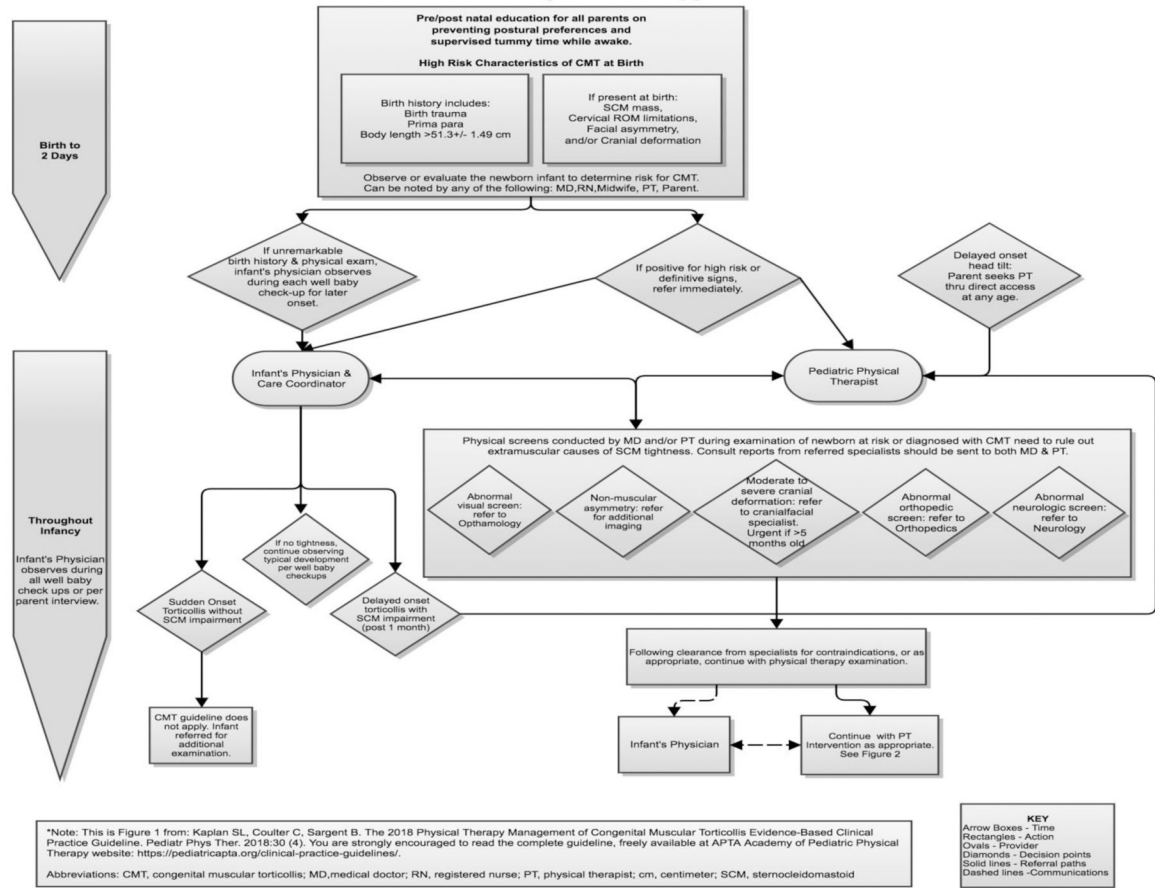 Pre/post natal education for all parents on
preventing postural preferences and
supervised tummy time while awake.
High Risk Characteristics of CMT at Birth
Birth history includes:
Birth trauma
Prima para
Body length >51.3+/- 1.49 cm
If present at birth:
SCM mass,
Cervical ROM limitations,
Facial asymmetry,
and/or Cranial deformation
Observe or evaluate the newborn infant to determine risk for CMT.
Can be noted by any of the following: MD,RN,Midwife, PT, Parent.
Birth to
2 Days
If unremarkable
birth history & physical exam,
infant's physician observes
during each well baby
check-up for later
onset.
If positive for high risk or
definitive signs,
refer immediately.
Delayed onset
head tilt:
Parent seeks PT
thru direct access
at any age.
Infant's Physician &
Care Coordinator
Pediatric Physical
Therapist
Physical screens conducted by MD and/or PT during examination of newborn at risk or diagnosed with CMT need to rule out
extramuscular causes of SCM tightness. Consult reports from referred specialists should be sent to both MD & PT.
Abnormal
visual screen:
refer to
Opthamology
Non-muscular
asymmetry: refer
for additional
imaging
Moderate to
severe cranial
deformation: refer
to cranialfacial
specialist.
Urgent if >5
months old
Abnormal
orthopedic
screen: refer to
Orthopedics
Abnormal
neurologic screen:
refer to
Neurology
Throughout
Infancy
Infant's Physician
observes during
all well baby
check ups or per
parent interview.
If no tightness,
continue observing
typical development
per well baby
checkups
Sudden Onset
Torticollis without
SCM impairment
Delayed onset
torticollis with
SCM impairment
(post 1 month)
Following clearance from specialists for contraindications, or as
appropriate, continue with physical therapy examination.
CMT guideline does
not apply. Infant
referred for
additional
examination.
Infant's Physician
Continue with PT
Intervention as appropriate.
See Figure 2
*Note: This is Figure 1 from: Kaplan SL, Coulter C, Sargent B. The 2018 Physical Therapy Management of Congenital Muscular Torticollis Evidence-Based Clinical
Practice Guideline. Pediatr Phys Ther. 2018:30 (4). You are strongly encouraged to read the complete guideline, freely available at APTA Academy of Pediatric Physical
Therapy website: https://pediatricapta.org/clinical-practice-guidelines/.
Abbreviations: CMT, congenital muscular torticollis; MD,medical doctor; RN, registered nurse; PT, physical therapist; cm, centimeter; SCM, sternocleidomastoid
KEY
Arrow Boxes - Time
Rectangles - Action
Ovals - Provider
Diamonds - Decision points
Solid lines - Referral paths
Dashed lines -Communications